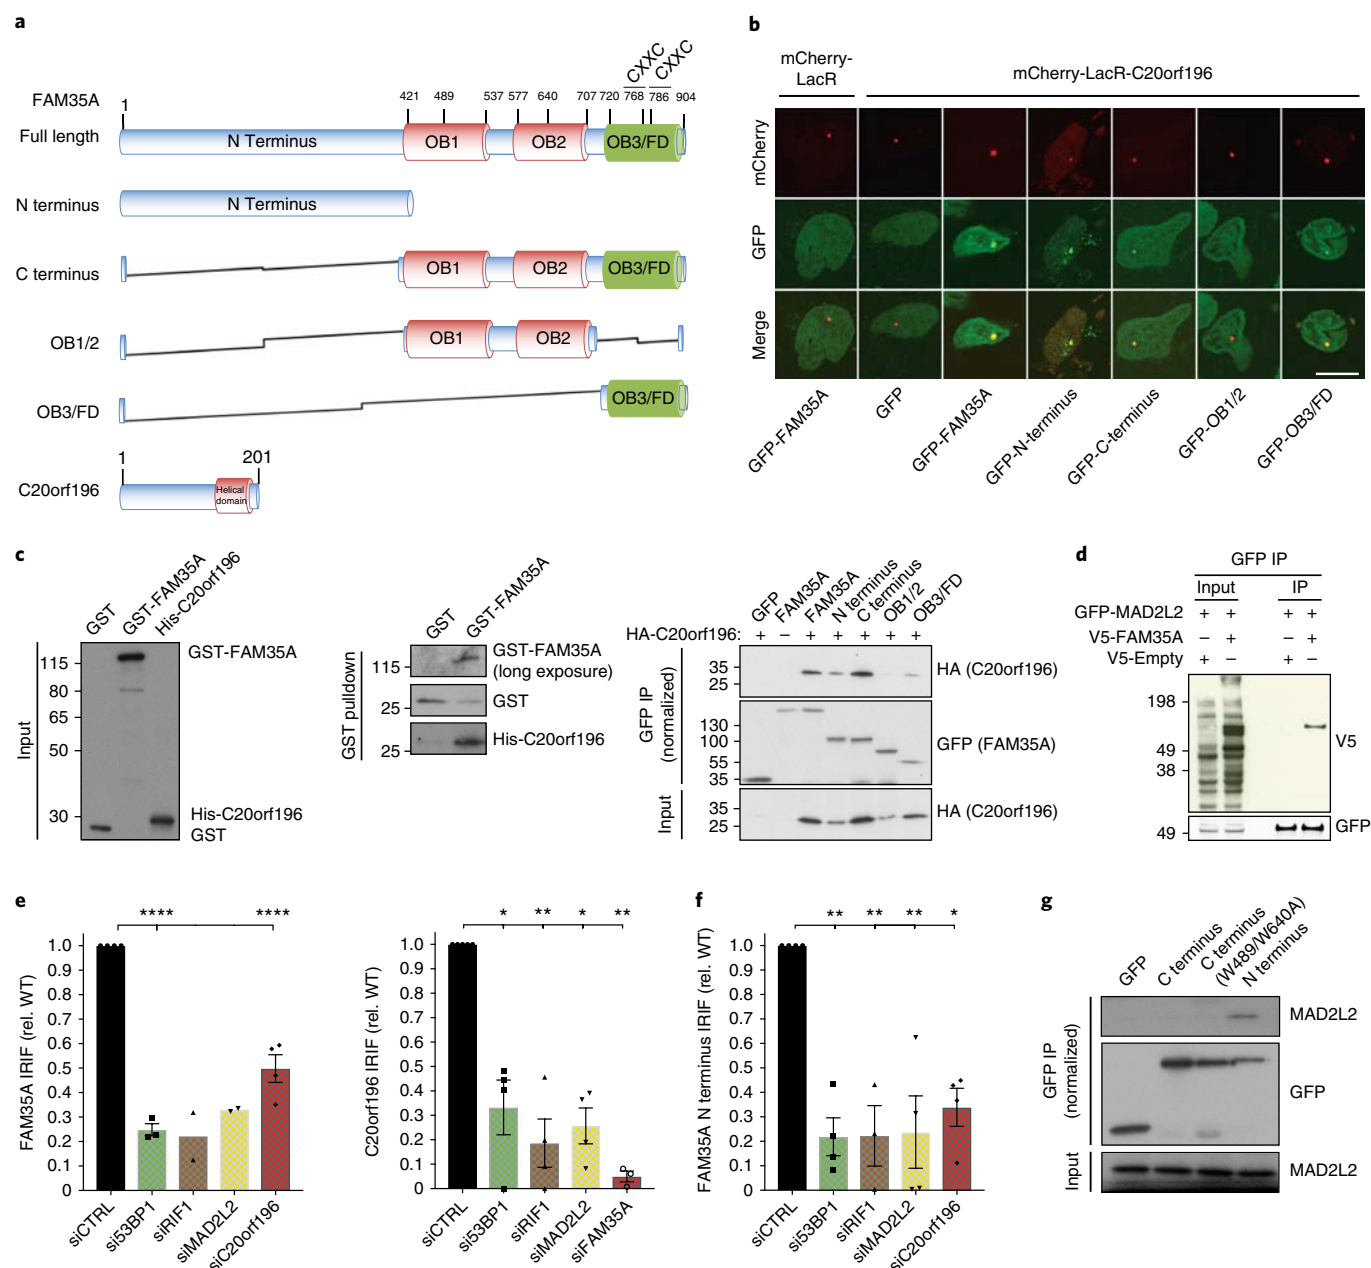 a
CXXC
CXXC
FAM35A
1
421
489
537
577
640
707
720
768
786
904
Full length
N Terminus
OB1
OB2
OB3/FD
N terminus
N Terminus
C terminus
OB1
OB2
OB3/FD
OB1/2
OB1
OB2
OB3/FD
OB3/FD
1
201
C20orf196
Helical
domain
b
mCherry-
LacR
mCherry-LacR-C20orf196
mCherry
GFP
Merge
GFP-FAM35A
GFP
GFP-FAM35A
GFP-N-terminus
GFP-C-terminus
GFP-OB1/2
GFP-OB3/FD
c
GST
GST-FAM35A
His-C20orf196
Input
115
80
65
50
30
GST-FAM35A
His-C20orf196
GST
GST
GST-FAM35A
GST pulldown
115
GST-FAM35A
(long exposure)
25
GST
25
His-C20orf196
GFP
FAM35A
FAM35A
N terminus
C terminus
OB1/2
OB3/FD
HA-C20orf196:
+ − + + + + +
GFP IP
(normalized)
35
25
HA (C20orf196)
130
100
55
35
GFP (FAM35A)
Input
35
25
HA (C20orf196)
d
GFP IP
Input
IP
GFP-MAD2L2
+ + + +
V5-FAM35A
− + − +
V5-Empty
+ − + −
198
49
38
V5
49
GFP
e
FAM35A IRIF (rel. WT)
1.0
0.9
0.8
0.7
0.6
0.5
0.4
0.3
0.2
0.1
0
****
****
siCTRL
si53BP1
siRIF1
siMAD2L2
siC20orf196
C20orf196 IRIF (rel. WT)
1.0
0.9
0.8
0.7
0.6
0.5
0.4
0.3
0.2
0.1
0
*
**
*
**
siCTRL
si53BP1
siRIF1
siMAD2L2
siFAM35A
f
FAM35A N terminus IRIF (rel. WT)
1.0
0.9
0.8
0.7
0.6
0.5
0.4
0.3
0.2
0.1
0
**
**
**
*
siCTRL
si53BP1
siRIF1
siMAD2L2
siC20orf196
g
GFP
C terminus
C terminus
(W489/W640A)
N terminus
GFP IP
(normalized)
MAD2L2
GFP
Input
MAD2L2